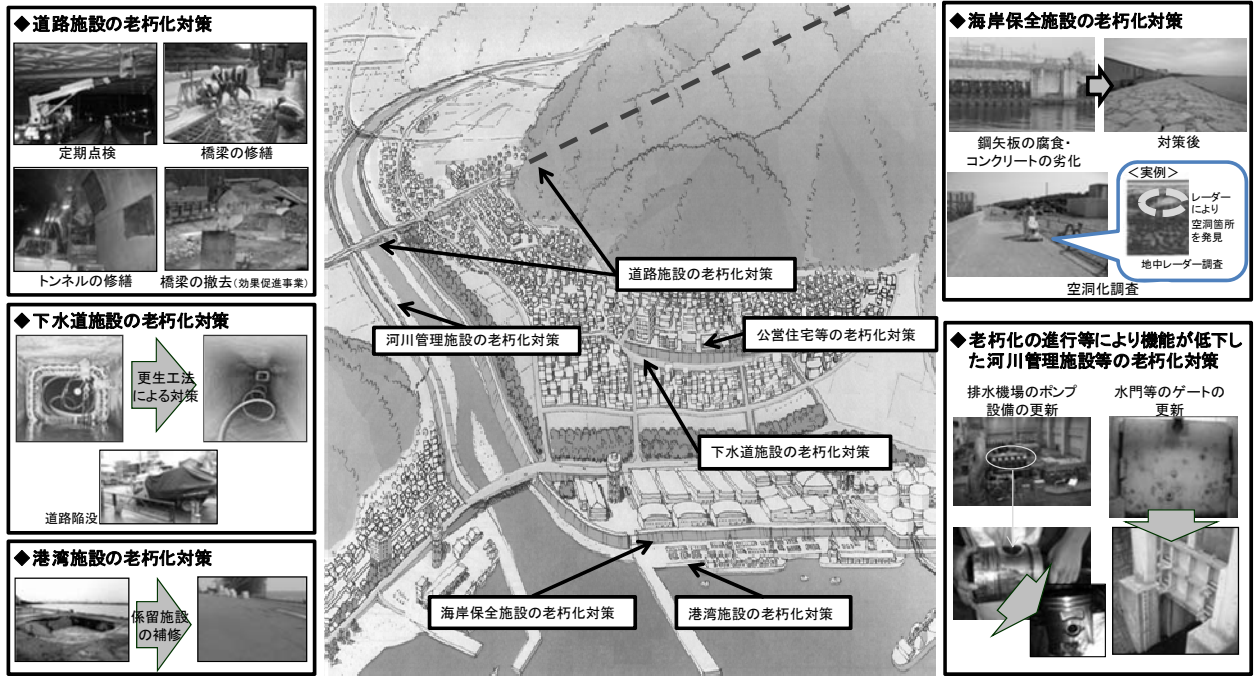 ◆道路施設の老朽化対策
定期点検
橋梁の修繕
トンネルの修繕
橋梁の撤去(効果促進事業)
◆下水道施設の老朽化対策
更生工法
による対策
道路陥没
◆港湾施設の老朽化対策
係留施設
の補修
道路施設の老朽化対策
河川管理施設の老朽化対策
公営住宅等の老朽化対策
下水道施設の老朽化対策
海岸保全施設の老朽化対策
港湾施設の老朽化対策
◆海岸保全施設の老朽化対策
鋼矢板の腐食・
コンクリートの劣化
対策後
<実例>
レーダー
により
空洞箇所
を発見
地中レーダー調査
空洞化調査
◆老朽化の進行等により機能が低下し
た河川管理施設等の老朽化対策
排水機場のポンプ
設備の更新
水門等のゲートの
更新